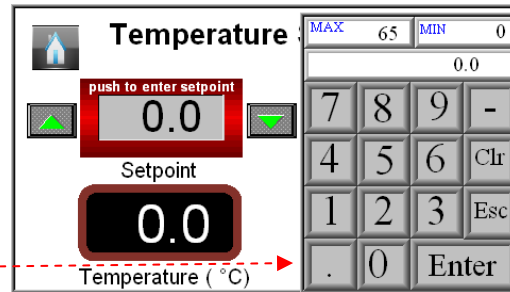 Temperature S
push to enter setpoint
0.0
Setpoint
0.0
Temperature ( °C)
MAX 65 MIN 0
0.0
7 8 9 -
4 5 6 Clr
1 2 3 Esc
. 0 Enter